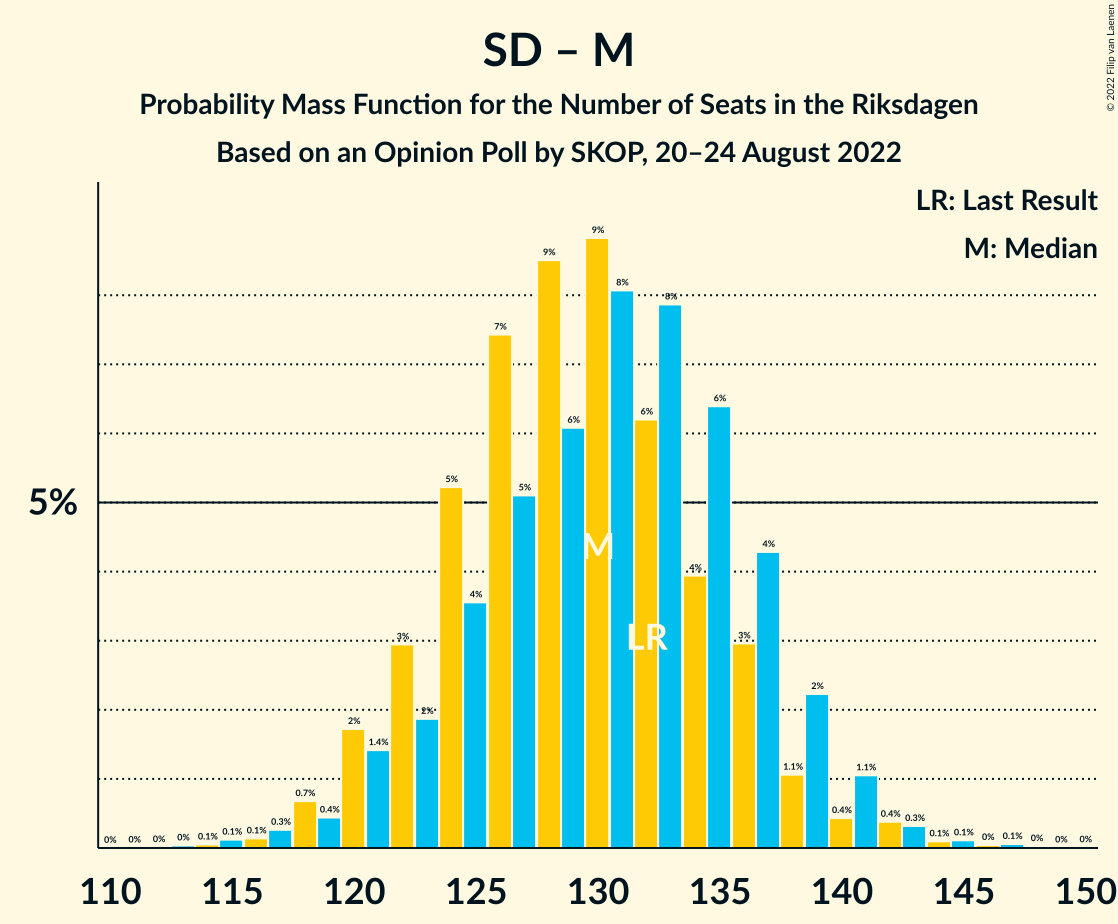 SD – M
Probability Mass Function for the Number of Seats in the Riksdagen
Based on an Opinion Poll by SKOP, 20–24 August 2022
© 2022 Filip van Laenen
LR: Last Result
M: Median
5%
0% 0% 0% 0% 0.1% 0.1% 0.1% 0.3% 0.7% 0.4% 2% 1.4% 3% 2% 5% 4% 7% 5% 9% 6% 9% 8% 6% 8% 4% 6% 3% 4% 1.1% 2% 0.4% 1.1% 0.4% 0.3% 0.1% 0.1% 0% 0.1% 0% 0% 0%
M
LR
110 115 120 125 130 135 140 145 150